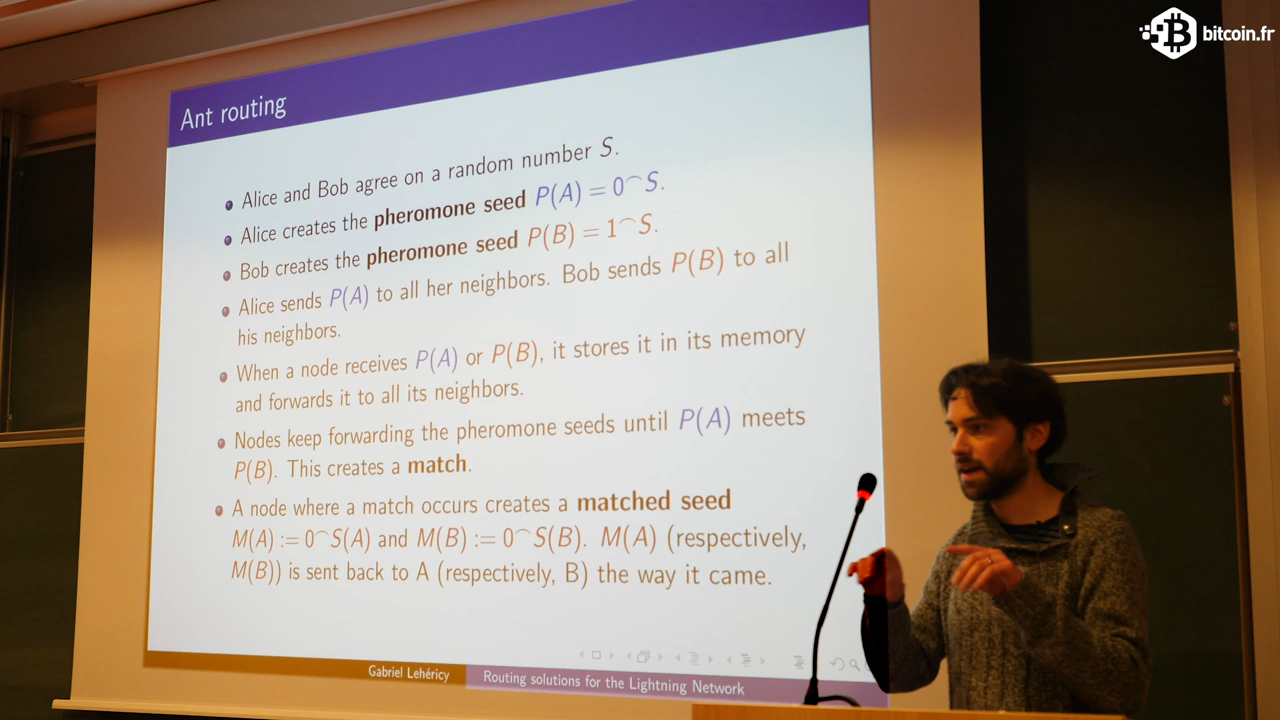 bitcoin.fr
Ant routing
Alice and Bob agree on a random number S.
Alice creates the pheromone seed P(A) = 0⌒S.
Bob creates the pheromone seed P(B) = 1⌒S.
Alice sends P(A) to all her neighbors. Bob sends P(B) to all
his neighbors.
When a node receives P(A) or P(B), it stores it in its memory
and forwards it to all its neighbors.
Nodes keep forwarding the pheromone seeds until P(A) meets
P(B). This creates a match.
A node where a match occurs creates a matched seed
M(A) := 0⌒S(A) and M(B) := 0⌒S(B). M(A) (respectively,
M(B)) is sent back to A (respectively, B) the way it came.
Gabriel Lehéricy
Routing solutions for the Lightning Network